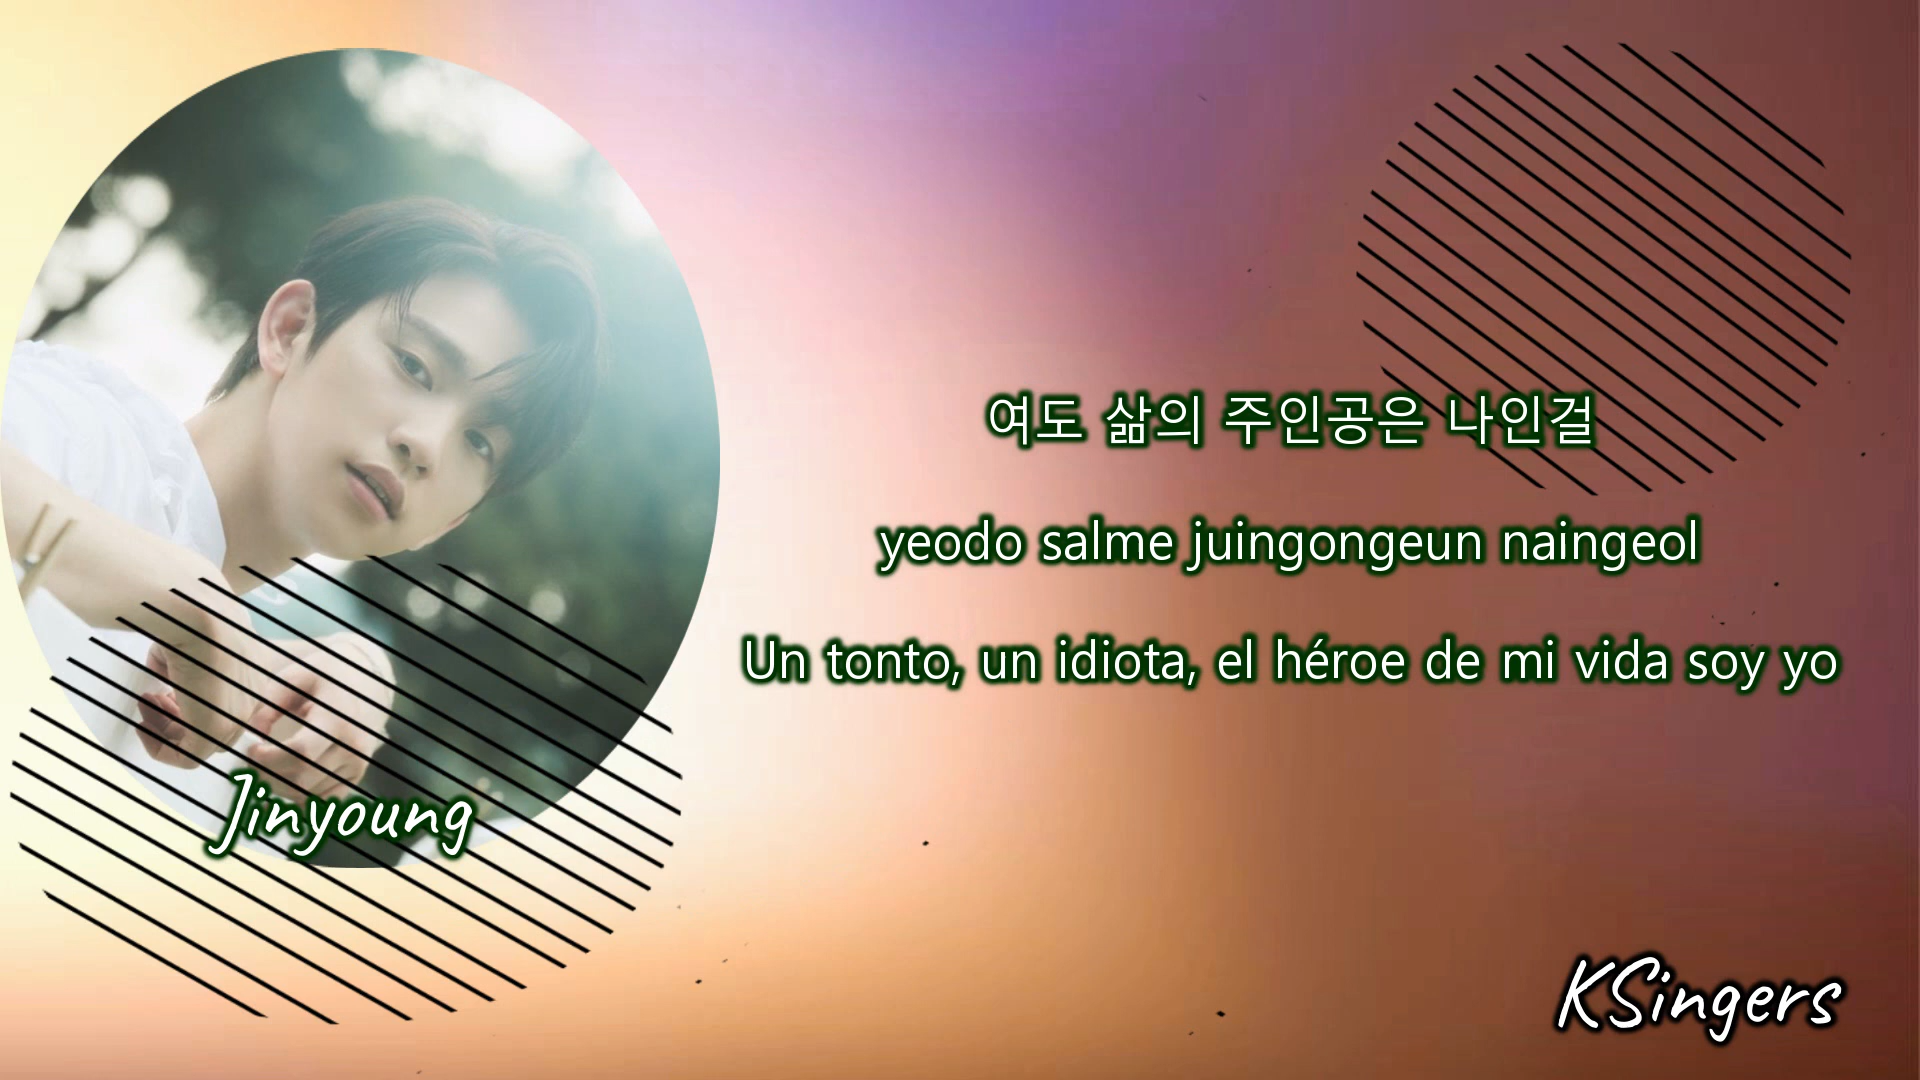 여도 삶의 주인공은 나인걸
yeodo salme juingongeun naingeol
Un tonto, un idiota, el héroe de mi vida soy yo
Jinyoung
KSingers